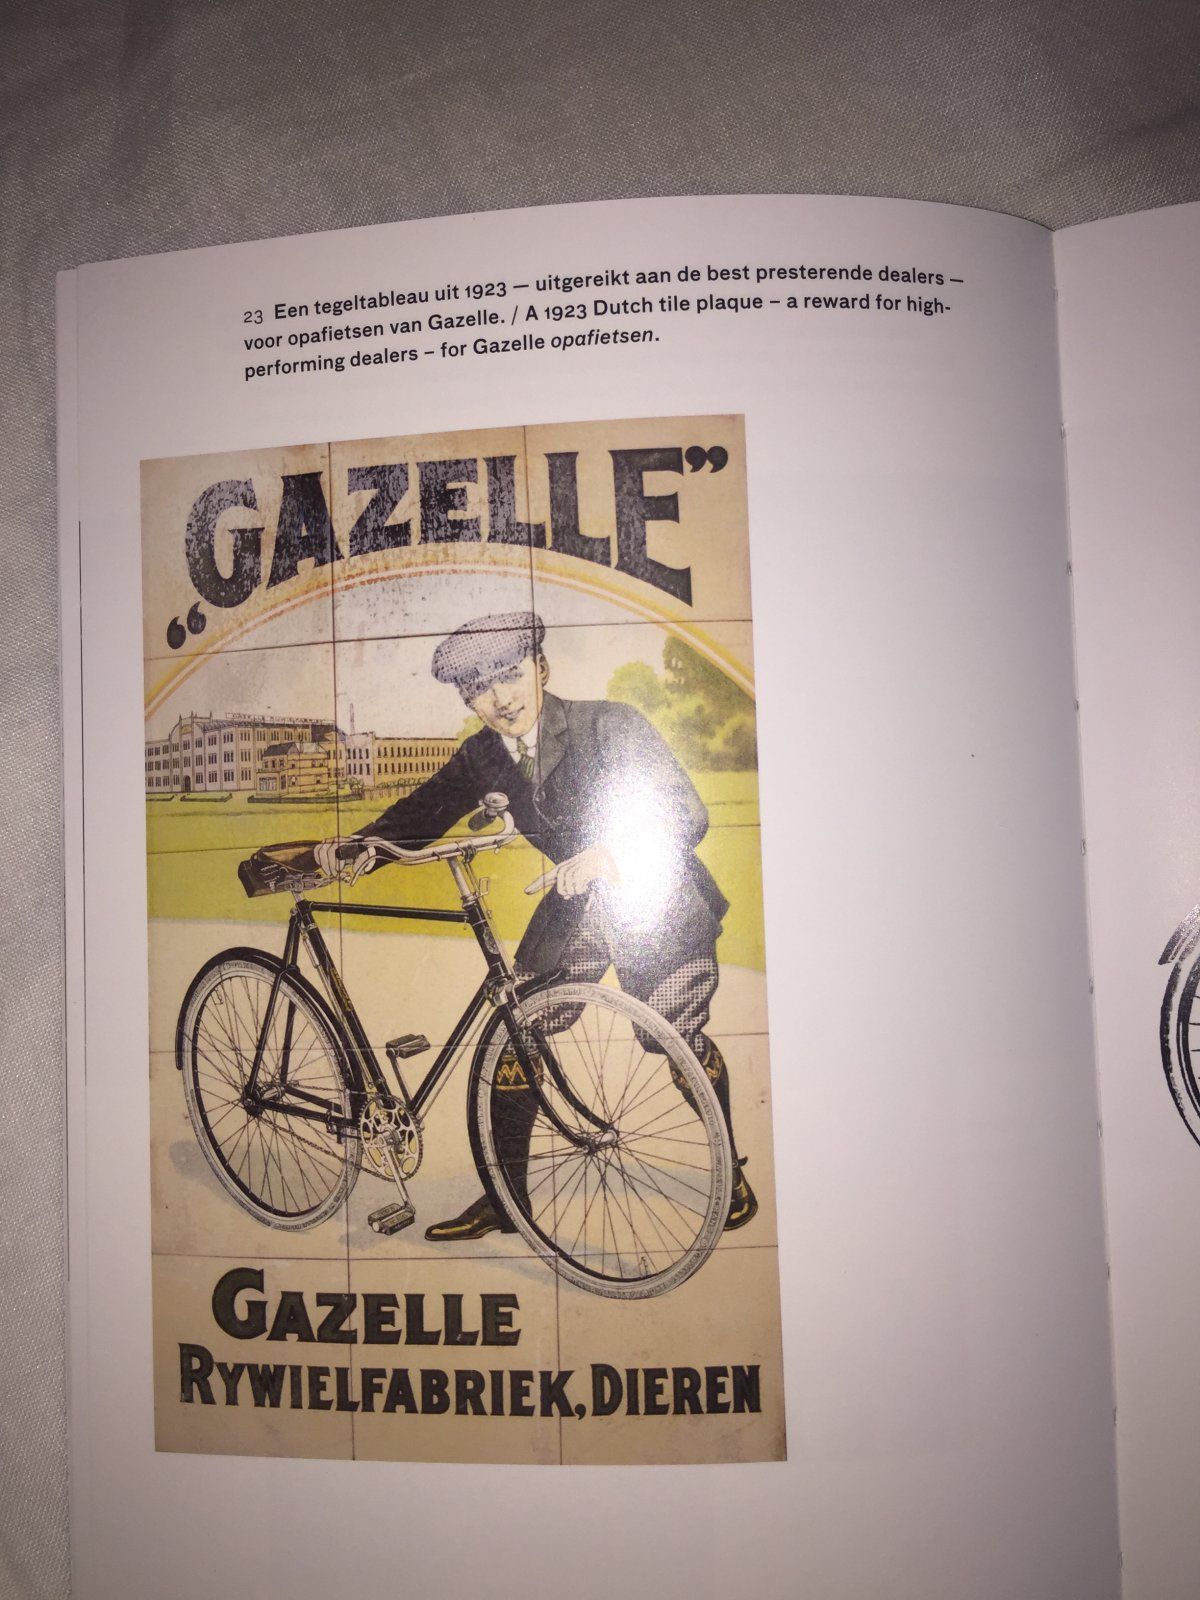 23 Een tegeltableau uit 1923 — uitgereikt aan de best presterende dealers —
voor opafietsen van Gazelle. / A 1923 Dutch tile plaque – a reward for high-
performing dealers – for Gazelle opafietsen.
“GAZELLE”
GAZELLE
RYWIELFABRIEK, DIEREN